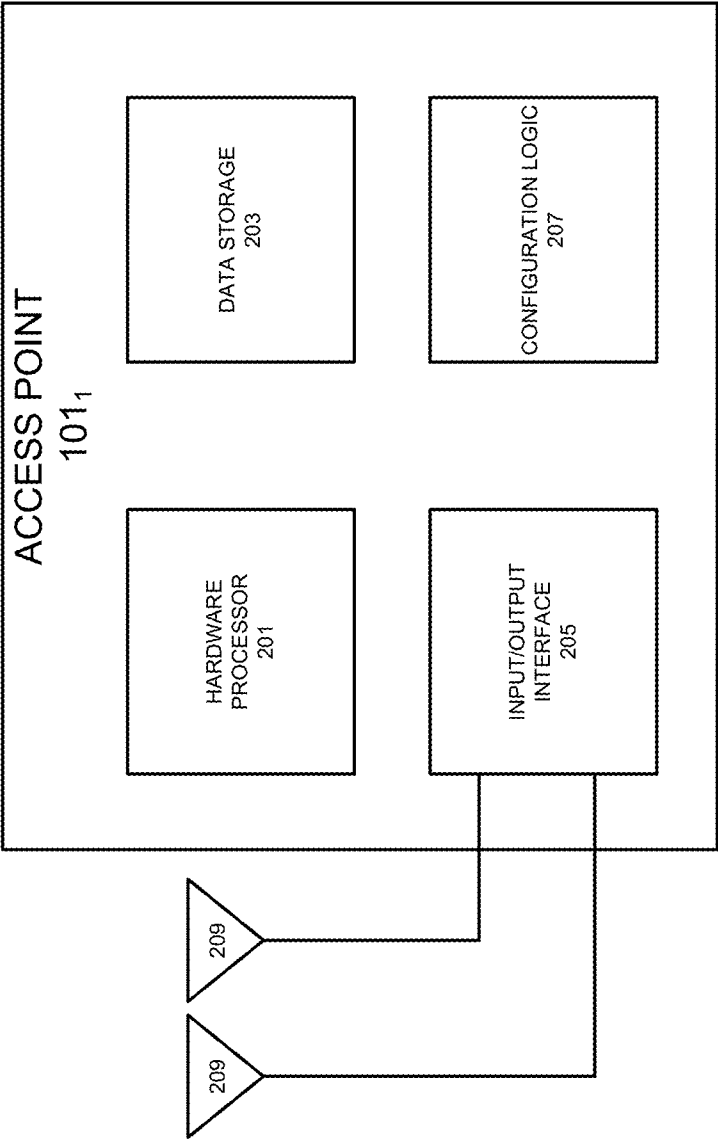 ACCESS POINT
101₁
HARDWARE
PROCESSOR
201
DATA STORAGE
203
INPUT/OUTPUT
INTERFACE
205
CONFIGURATION LOGIC
207
209
209